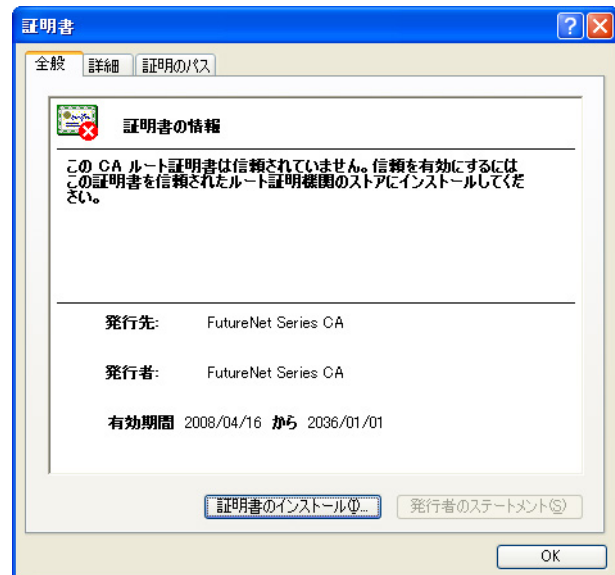 証明書
全般 詳細 証明のパス
証明書の情報
この CA ルート証明書は信頼されていません。信頼を有効にするには
この証明書を信頼されたルート証明機関のストアにインストールしてくだ
さい。
発行先: FutureNet Series CA
発行者: FutureNet Series CA
有効期間 2008/04/16 から 2036/01/01
証明書のインストール(I)... 発行者のステートメント(S)
OK